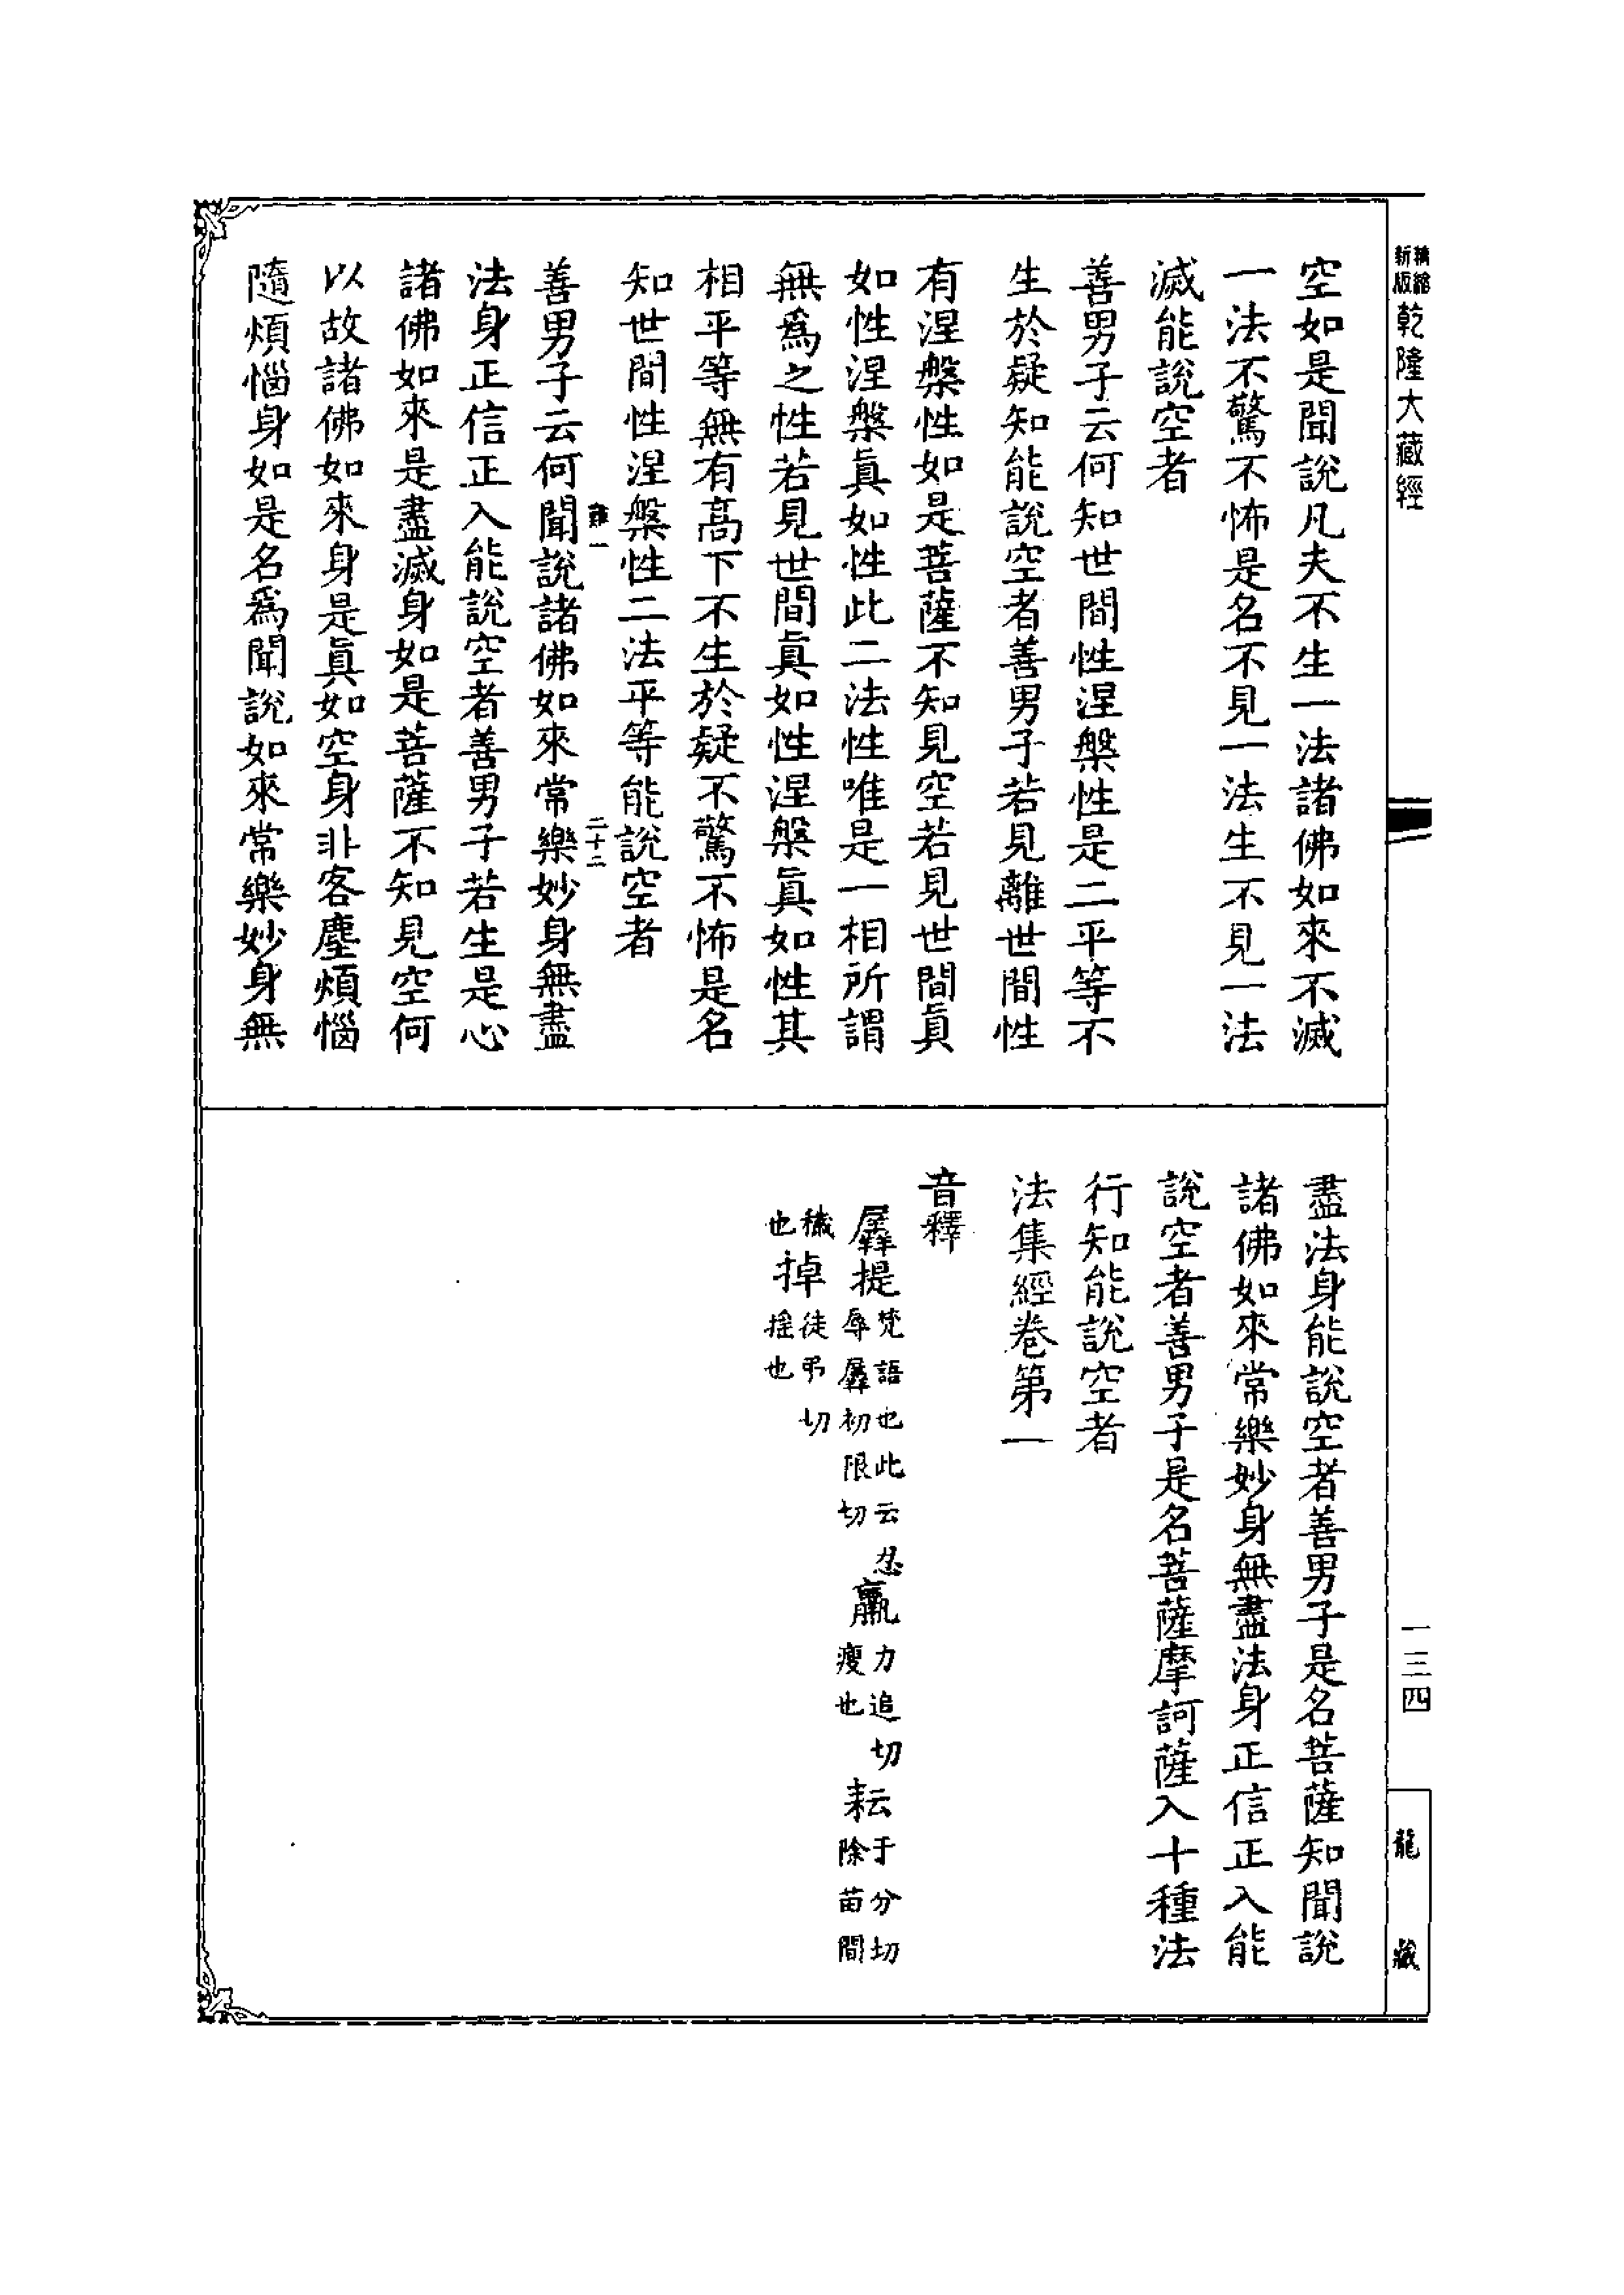 精縮新版 乾隆大藏經
一三四
龍藏
空如是聞說凡夫不生一法諸佛如來不滅
一法不驚不怖是名不見一法生不見一法
滅能說空者
善男子云何知世間性涅槃性是二平等不
生於疑知能說空者善男子若見離世間性
有涅槃性如是菩薩不知見空若見世間眞
如性涅槃眞如性此二法性唯是一相所謂
無爲之性若見世間眞如性涅槃眞如性其
相平等無有高下不生於疑不驚不怖是名
知世間性涅槃性二法平等能說空者
二十二
善男子云何聞說諸佛如來常樂妙身無盡
法身正信正入能說空者善男子若生是心
諸佛如來是盡滅身如是菩薩不知見空何
以故諸佛如來身是眞如空身非客塵煩惱
隨煩惱身如是名爲聞說如來常樂妙身無
盡法身能說空者善男子是名菩薩知聞說
諸佛如來常樂妙身無盡法身正信正入能
說空者善男子是名菩薩摩訶薩入十種法
行知能說空者
法集經卷第一
音釋
羼提 梵語也此云忍辱羼初限切 羸 力追切瘦也 耘 于分切除苗間
穢也 掉 徒弔切搖也